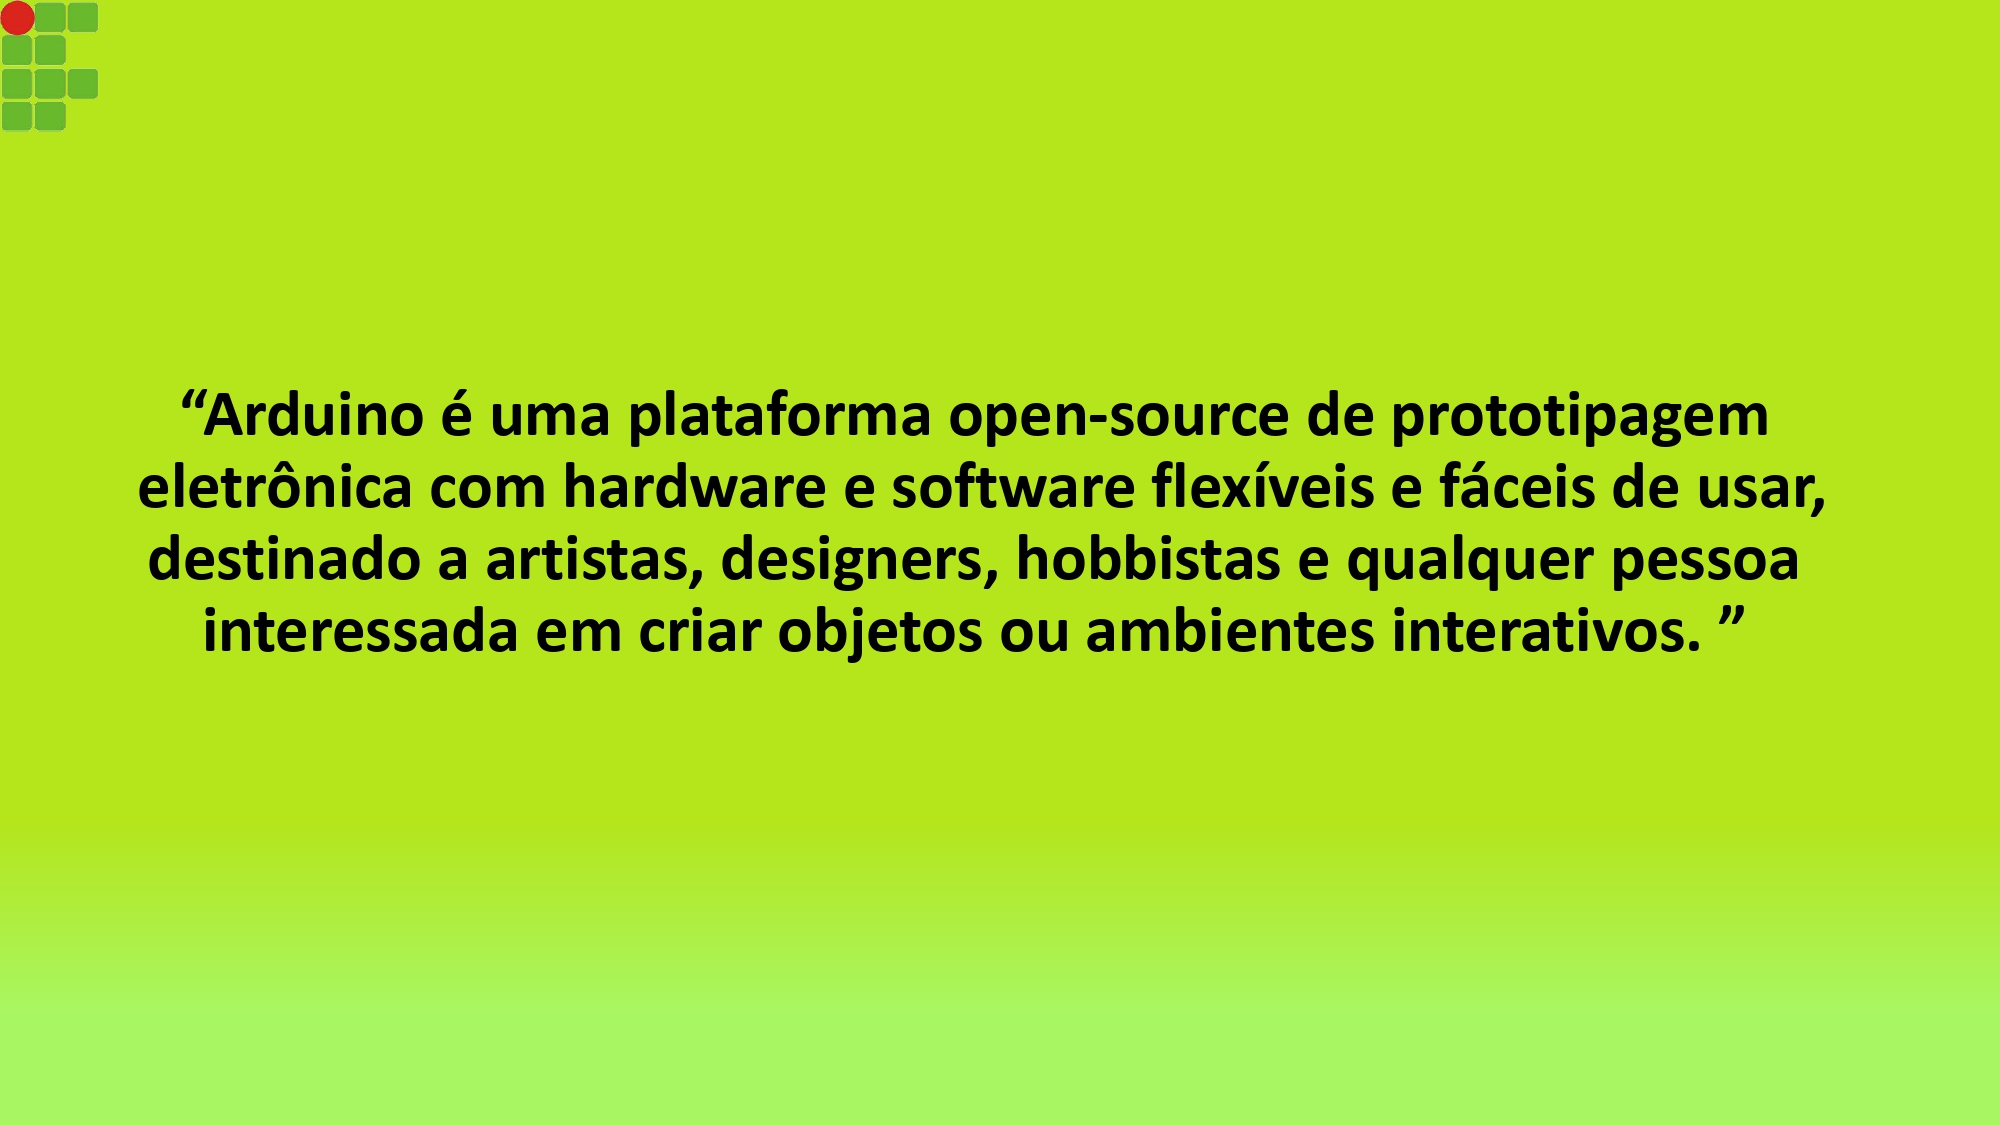 “Arduino é uma plataforma open-source de prototipagem
eletrônica com hardware e software flexíveis e fáceis de usar,
destinado a artistas, designers, hobbistas e qualquer pessoa
interessada em criar objetos ou ambientes interativos. ”